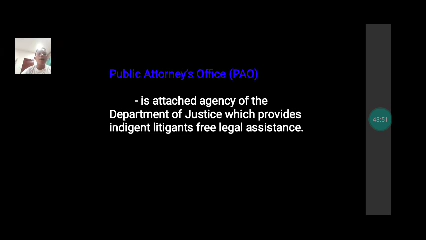 Public Attorney's Office (PAO)
- is attached agency of the
Department of Justice which provides
indigent litigants free legal assistance.